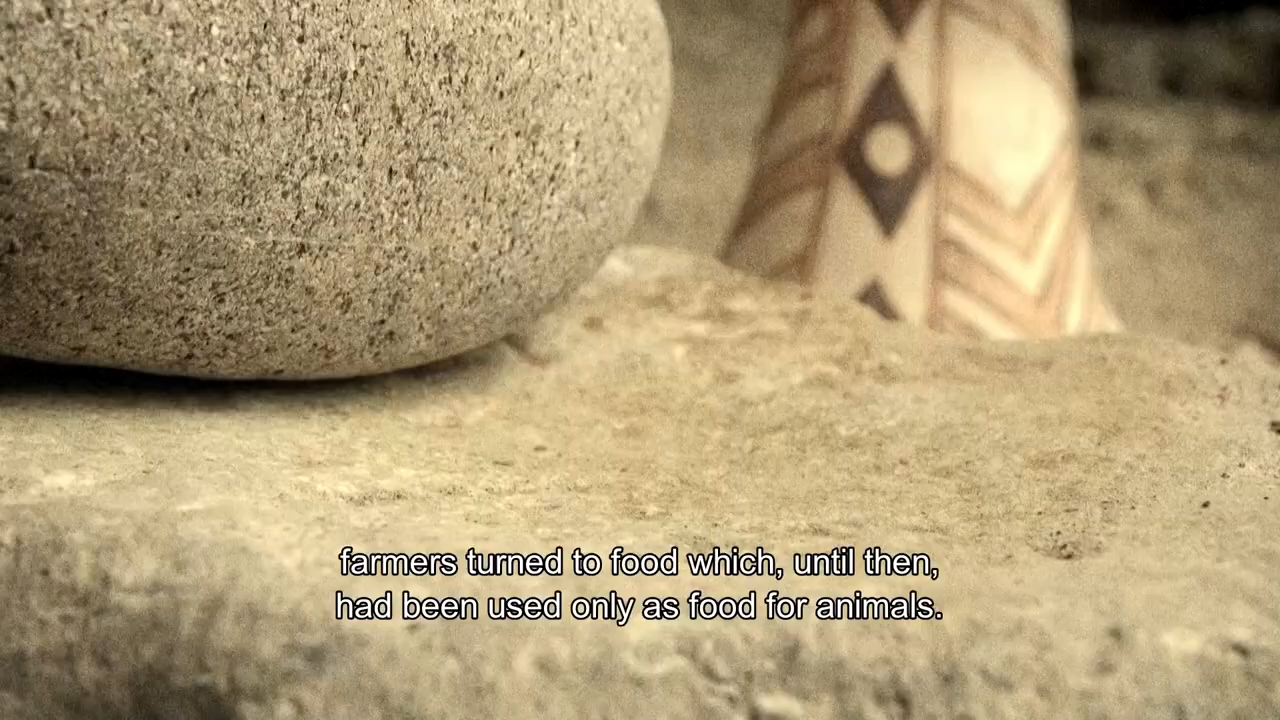 farmers turned to food which, until then,
had been used only as food for animals.